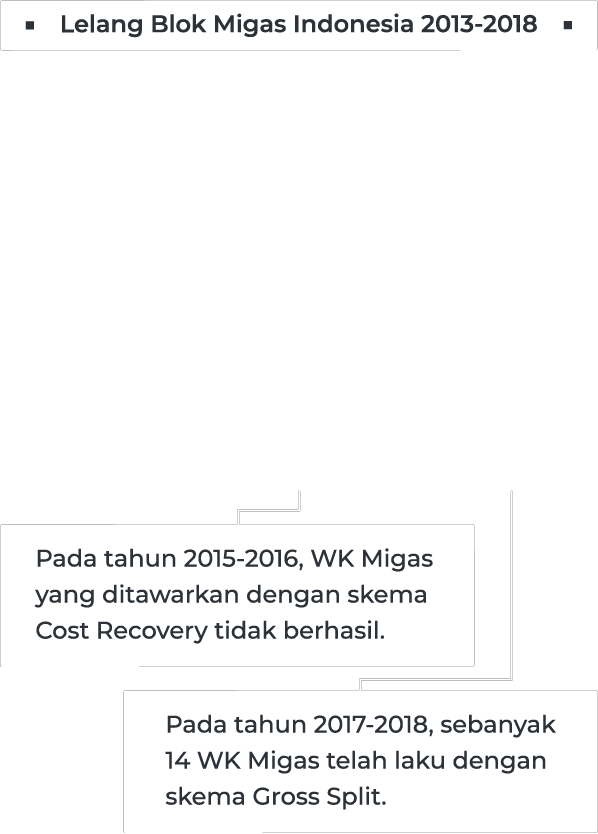 Lelang Blok Migas Indonesia 2013-2018
Pada tahun 2015-2016, WK Migas
yang ditawarkan dengan skema
Cost Recovery tidak berhasil.
Pada tahun 2017-2018, sebanyak
14 WK Migas telah laku dengan
skema Gross Split.